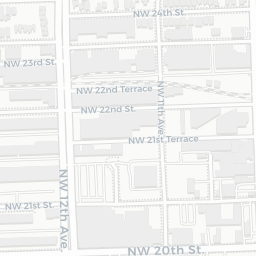 NW 24th St.
NW 23rd St.
NW 22nd Terrace
NW 11th Ave.
NW 22nd St.
NW 21st Terrace
NW 12th Ave.
NW 21st St.
NW 20th St.